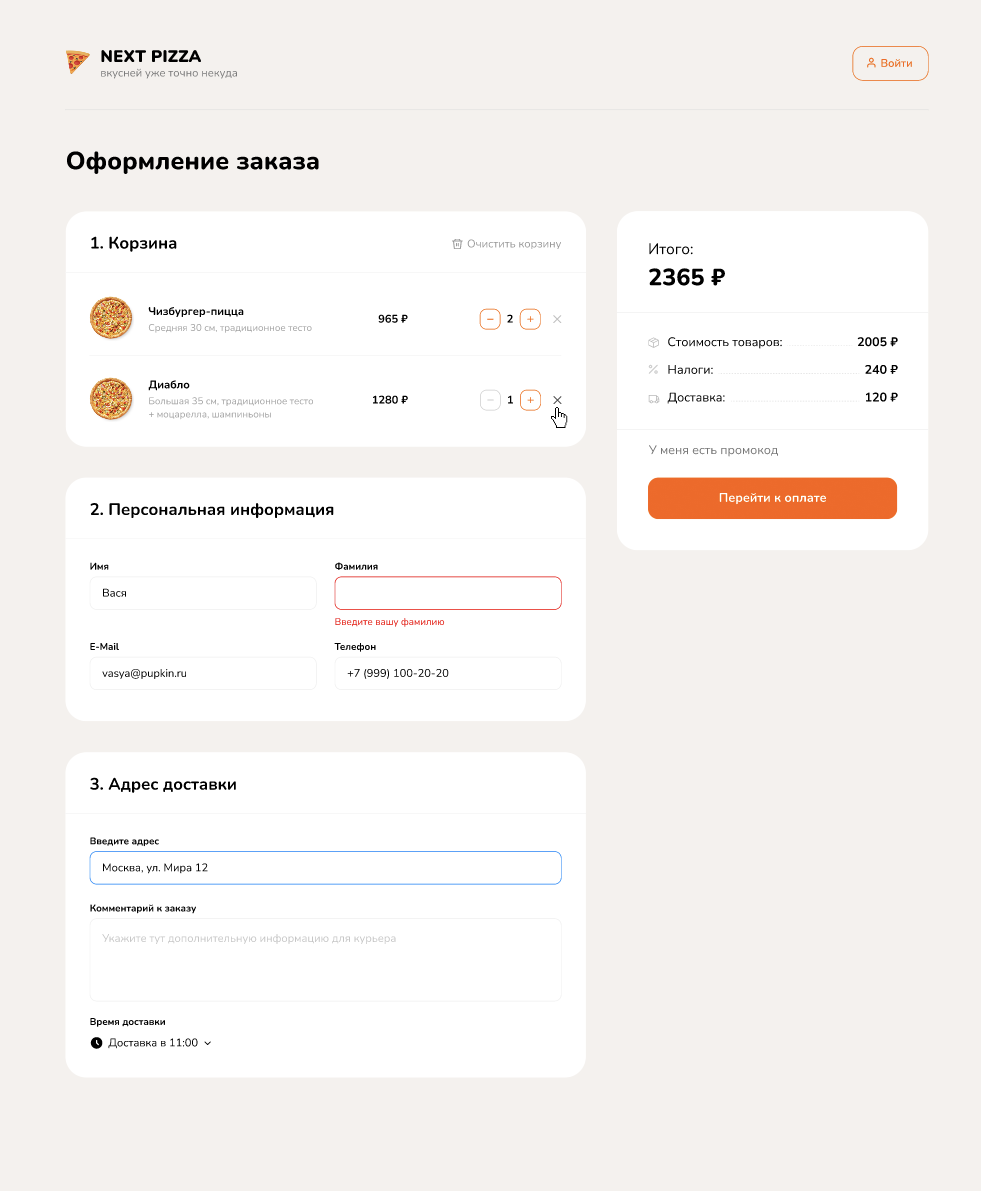 NEXT PIZZA
вкусней уже точно некуда
Войти
Оформление заказа
1. Корзина
Очистить корзину
Чизбургер-пицца
Средняя 30 см, традиционное тесто
965 ₽
2
Диабло
Большая 35 см, традиционное тесто
+ моцарелла, шампиньоны
1280 ₽
1
Итого:
2365 ₽
Стоимость товаров: 2005 ₽
Налоги: 240 ₽
Доставка: 120 ₽
У меня есть промокод
Перейти к оплате
2. Персональная информация
Имя
Вася
Фамилия
Введите вашу фамилию
E-Mail
vasya@pupkin.ru
Телефон
+7 (999) 100-20-20
3. Адрес доставки
Введите адрес
Москва, ул. Мира 12
Комментарий к заказу
Укажите тут дополнительную информацию для курьера
Время доставки
Доставка в 11:00